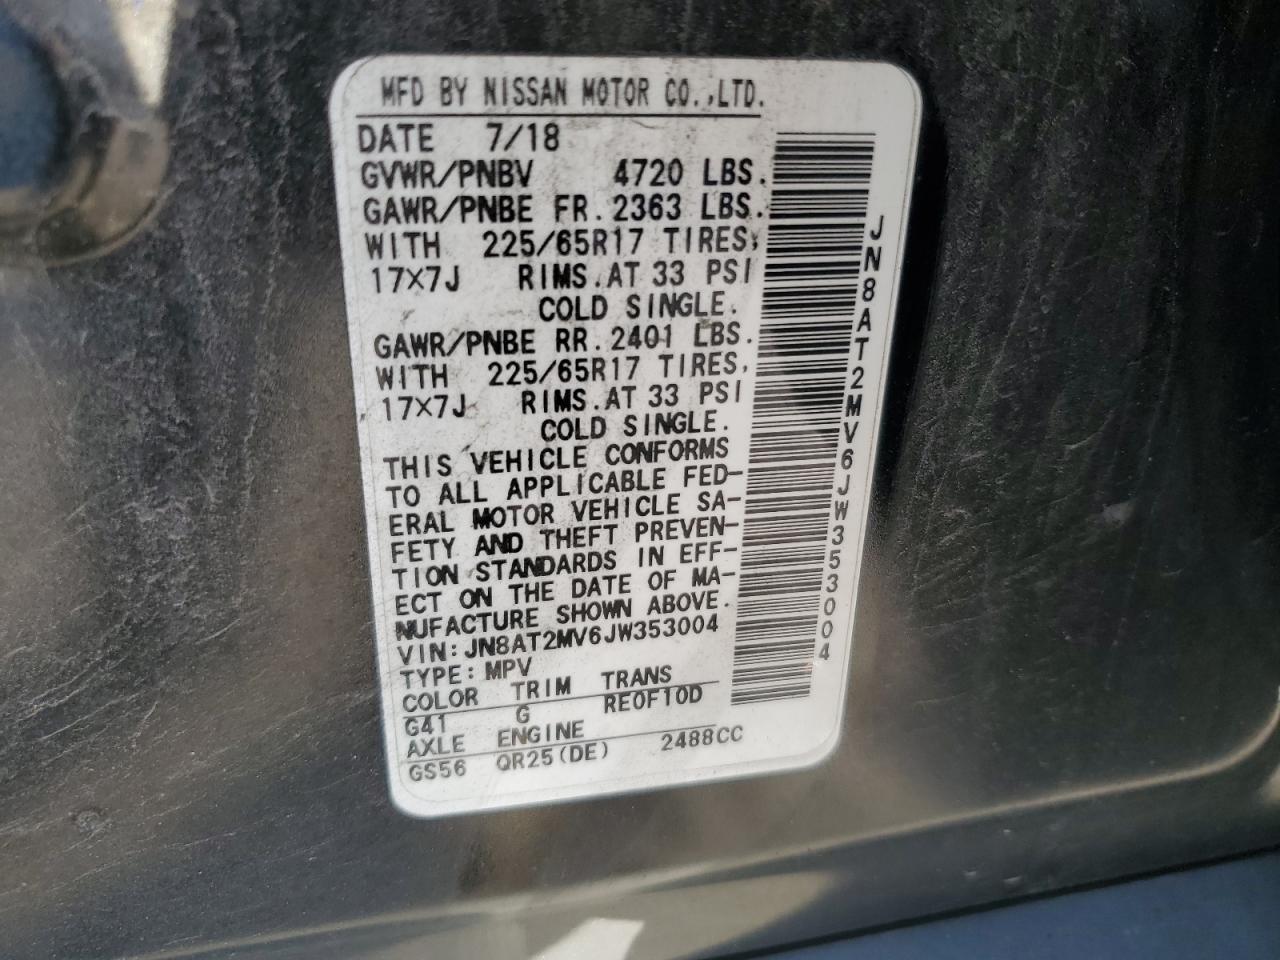 MFD BY NISSAN MOTOR CO.,LTD.
DATE 7/18
GVWR/PNBV 4720 LBS.
GAWR/PNBE FR. 2363 LBS.
WITH 225/65R17 TIRES,
17X7J RIMS.AT 33 PSI
COLD SINGLE.
GAWR/PNBE RR. 2401 LBS.
WITH 225/65R17 TIRES,
17X7J RIMS.AT 33 PSI
COLD SINGLE.
THIS VEHICLE CONFORMS
TO ALL APPLICABLE FED-
ERAL MOTOR VEHICLE SA-
FETY AND THEFT PREVEN-
TION STANDARDS IN EFF-
ECT ON THE DATE OF MA-
NUFACTURE SHOWN ABOVE.
VIN: JN8AT2MV6JW353004
TYPE: MPV
COLOR TRIM TRANS
G41 G RE0F10D
AXLE ENGINE
GS56 QR25(DE) 2488CC
JN8AT2MV6JW353004